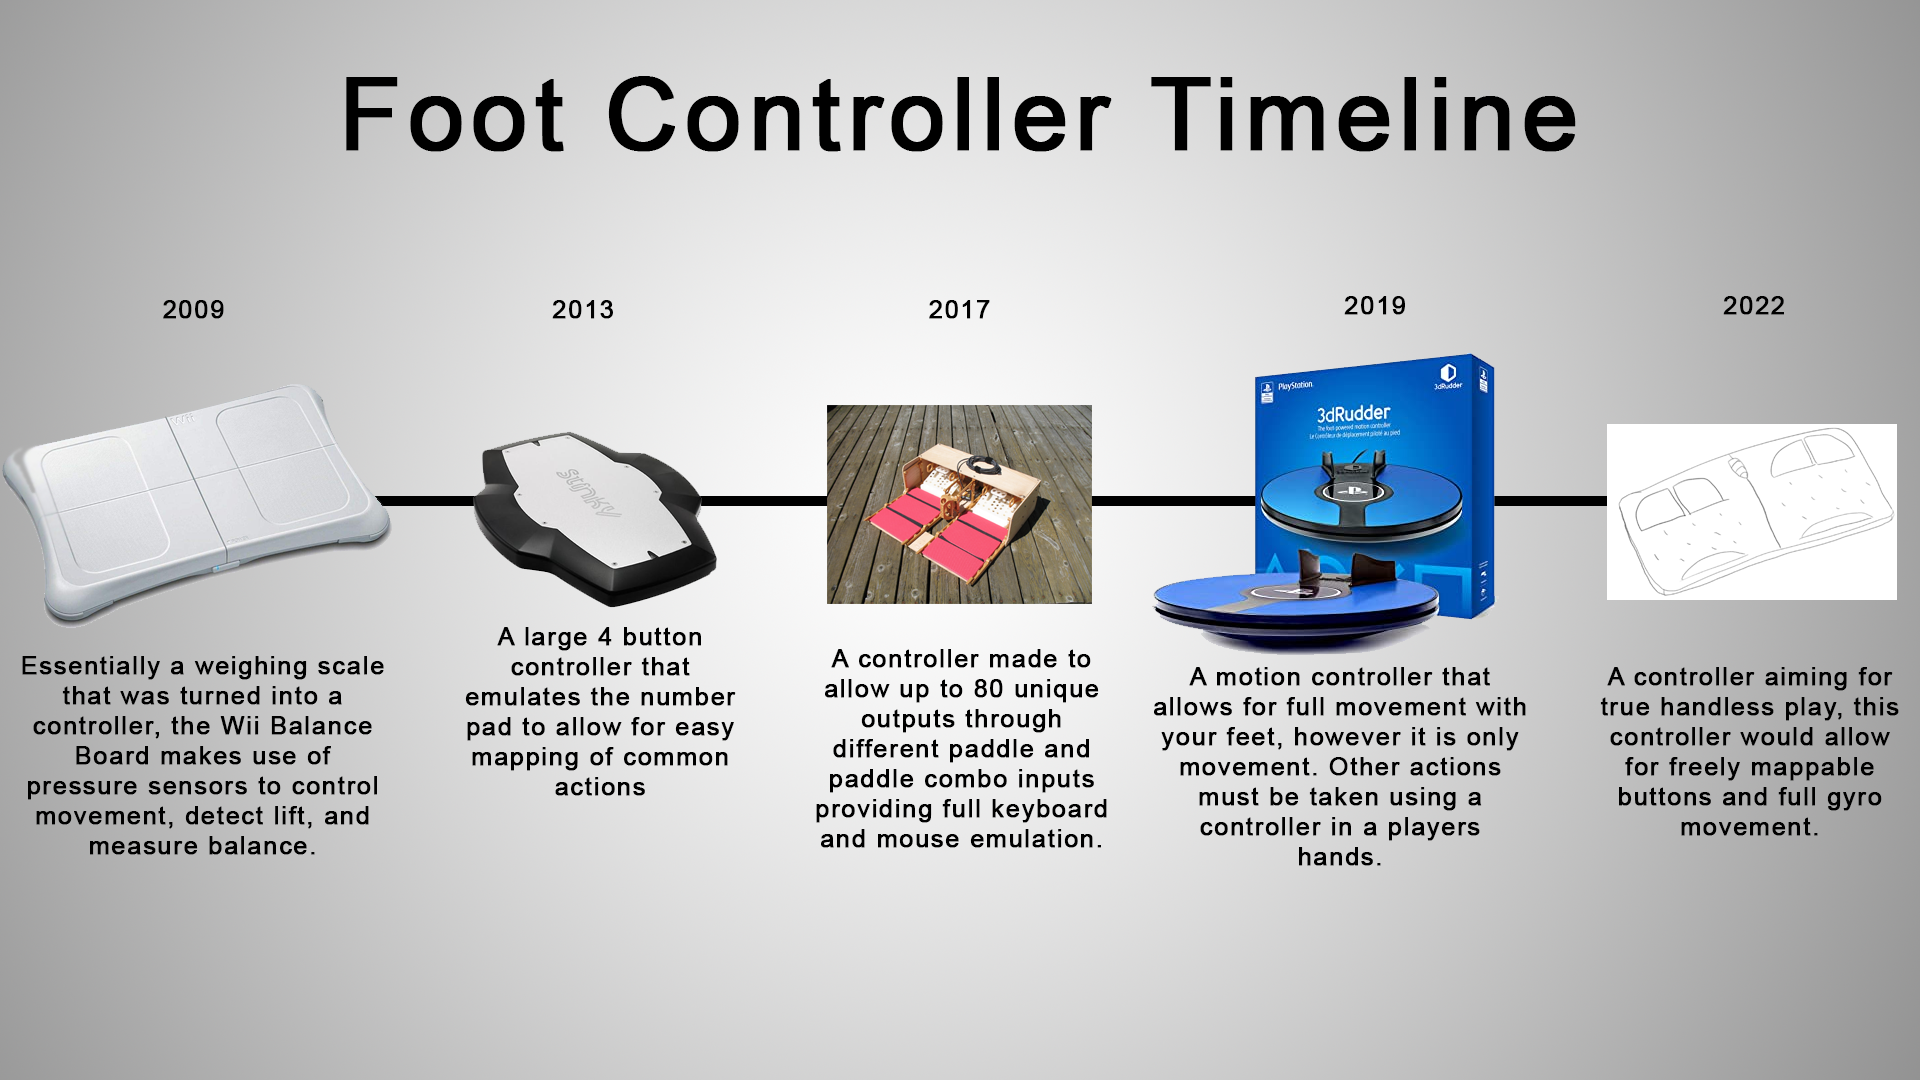 Foot Controller Timeline
2009
2013
2017
2019
2022
Wii
stinky
PlayStation
3dRudder
3dRudder
The foot-powered motion controller
Le Contrôleur de déplacement piloté au pied
Essentially a weighing scale
that was turned into a
controller, the Wii Balance
Board makes use of
pressure sensors to control
movement, detect lift, and
measure balance.
A large 4 button
controller that
emulates the number
pad to allow for easy
mapping of common
actions
A controller made to
allow up to 80 unique
outputs through
different paddle and
paddle combo inputs
providing full keyboard
and mouse emulation.
A motion controller that
allows for full movement with
your feet, however it is only
movement. Other actions
must be taken using a
controller in a players
hands.
A controller aiming for
true handless play, this
controller would allow
for freely mappable
buttons and full gyro
movement.